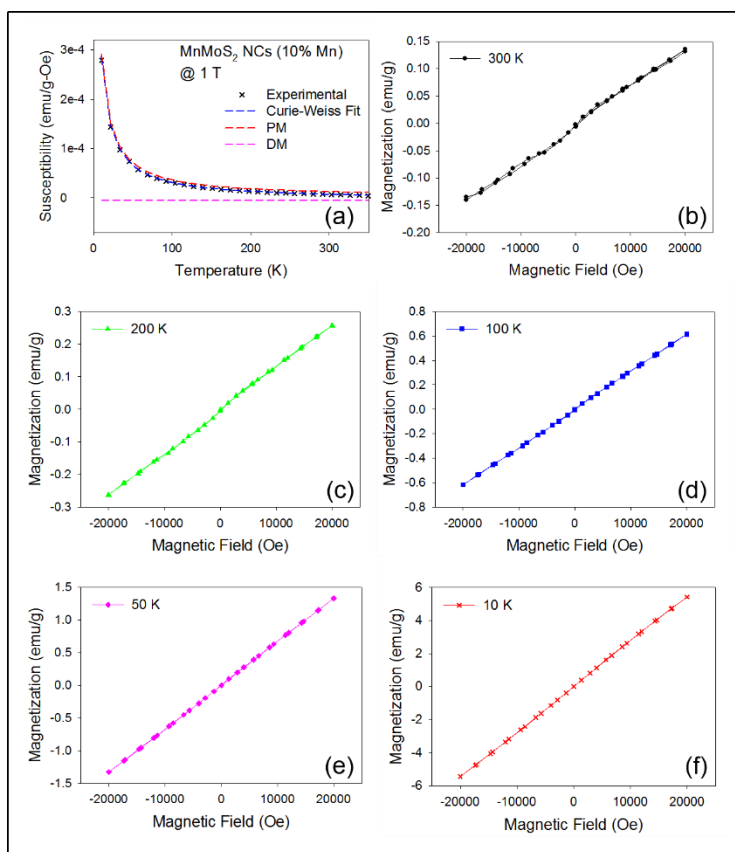 MnMoS₂ NCs (10% Mn)
@ 1 T
Experimental
Curie-Weiss Fit
PM
DM
3e-4
2e-4
1e-4
0
Susceptibility (emu/g-Oe)
0 100 200 300
Temperature (K)
(a)
300 K
0.15
0.10
0.05
0.00
-0.05
-0.10
-0.15
-0.20
Magnetization (emu/g)
-20000 -10000 0 10000 20000
Magnetic Field (Oe)
(b)
200 K
0.3
0.2
0.1
0.0
-0.1
-0.2
-0.3
Magnetization (emu/g)
-20000 -10000 0 10000 20000
Magnetic Field (Oe)
(c)
100 K
0.8
0.6
0.4
0.2
0.0
-0.2
-0.4
-0.6
-0.8
Magnetization (emu/g)
-20000 -10000 0 10000 20000
Magnetic Field (Oe)
(d)
50 K
1.5
1.0
0.5
0.0
-0.5
-1.0
-1.5
Magnetization (emu/g)
-20000 -10000 0 10000 20000
Magnetic Field (Oe)
(e)
10 K
6
4
2
0
-2
-4
-6
Magnetization (emu/g)
-20000 -10000 0 10000 20000
Magnetic Field (Oe)
(f)